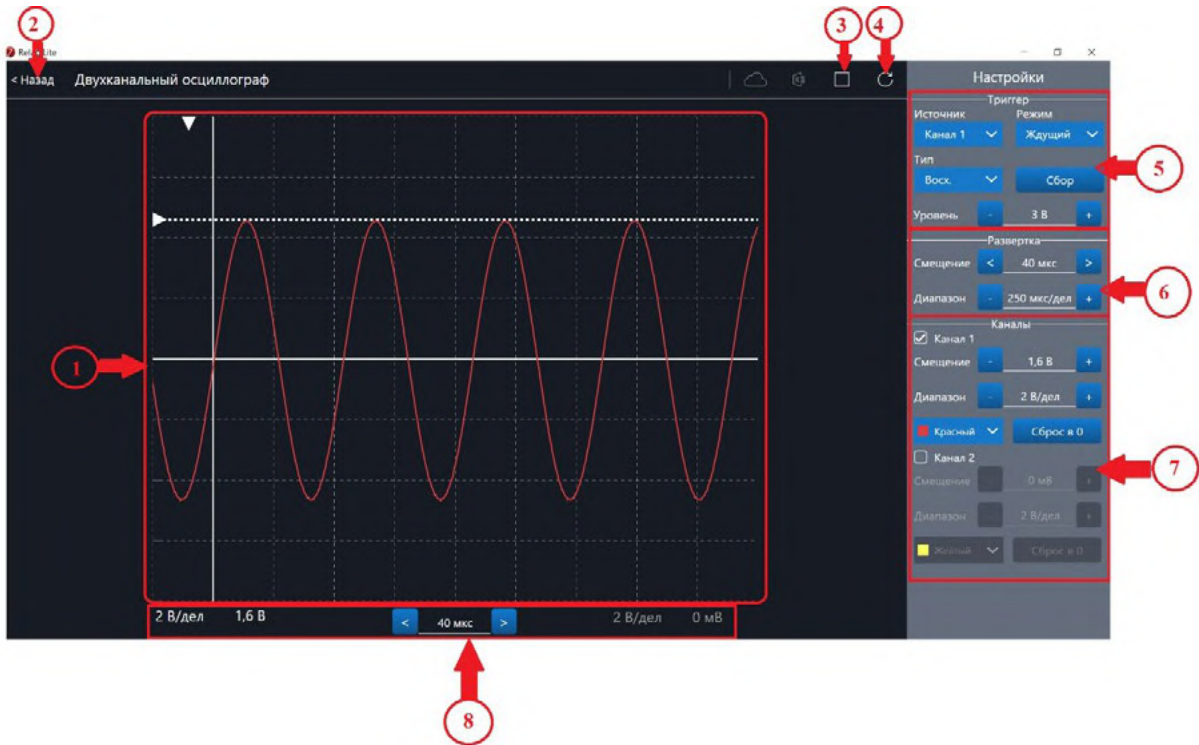 2
3
4
Relab Lite
< Назад
Двухканальный осциллограф
Настройки
Триггер
Источник Режим
Канал 1 Ждущий
Тип
Восх. Сбор
5
Уровень - 3 В +
Развертка
Смещение < 40 мкс >
Диапазон - 250 мкс/дел +
6
Каналы
Канал 1
Смещение - 1,6 В +
1
Диапазон - 2 В/дел +
Красный Сброс в 0
Канал 2
7
Смещение - 0 мВ +
Диапазон - 2 В/дел +
Желтый Сброс в 0
2 В/дел 1,6 В < 40 мкс > 2 В/дел 0 мВ
8